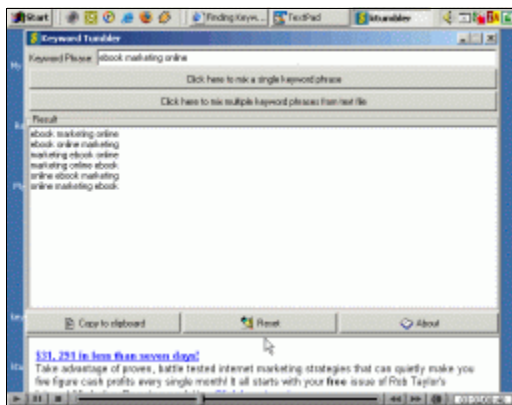 Start
Finding Keyw...
TextPad
ktumbler
Keyword Tumbler
Keyword Phrase: ebook marketing online
Click here to mix a single keyword phrase
Click here to mix multiple keyword phrases from text file
Result
ebook marketing online
ebook online marketing
marketing ebook online
marketing online ebook
online ebook marketing
online marketing ebook
Copy to clipboard
Reset
About
$31, 291 in less than seven days!
Take advantage of proven, battle tested internet marketing strategies that can quietly make you
five figure cash profits every single month! It all starts with your free issue of Rob Taylor's